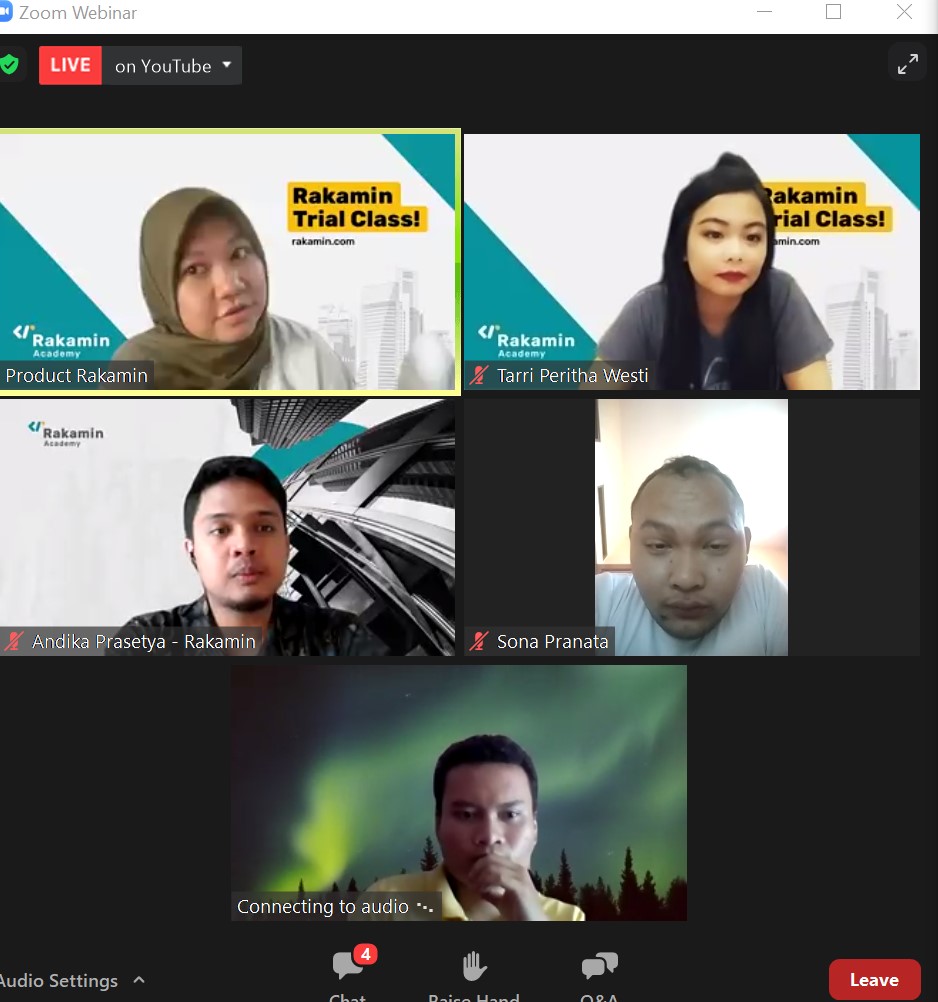 Zoom Webinar
LIVE on YouTube
Rakamin
Trial Class!
rakamin.com
Rakamin
Academy
Product Rakamin
Rakamin
rial Class!
amin.com
Rakamin
Academy
Tarri Peritha Westi
Rakamin
Academy
Andika Prasetya - Rakamin
Sona Pranata
Connecting to audio
Audio Settings
4
Chat
Raise Hand
Q&A
Leave